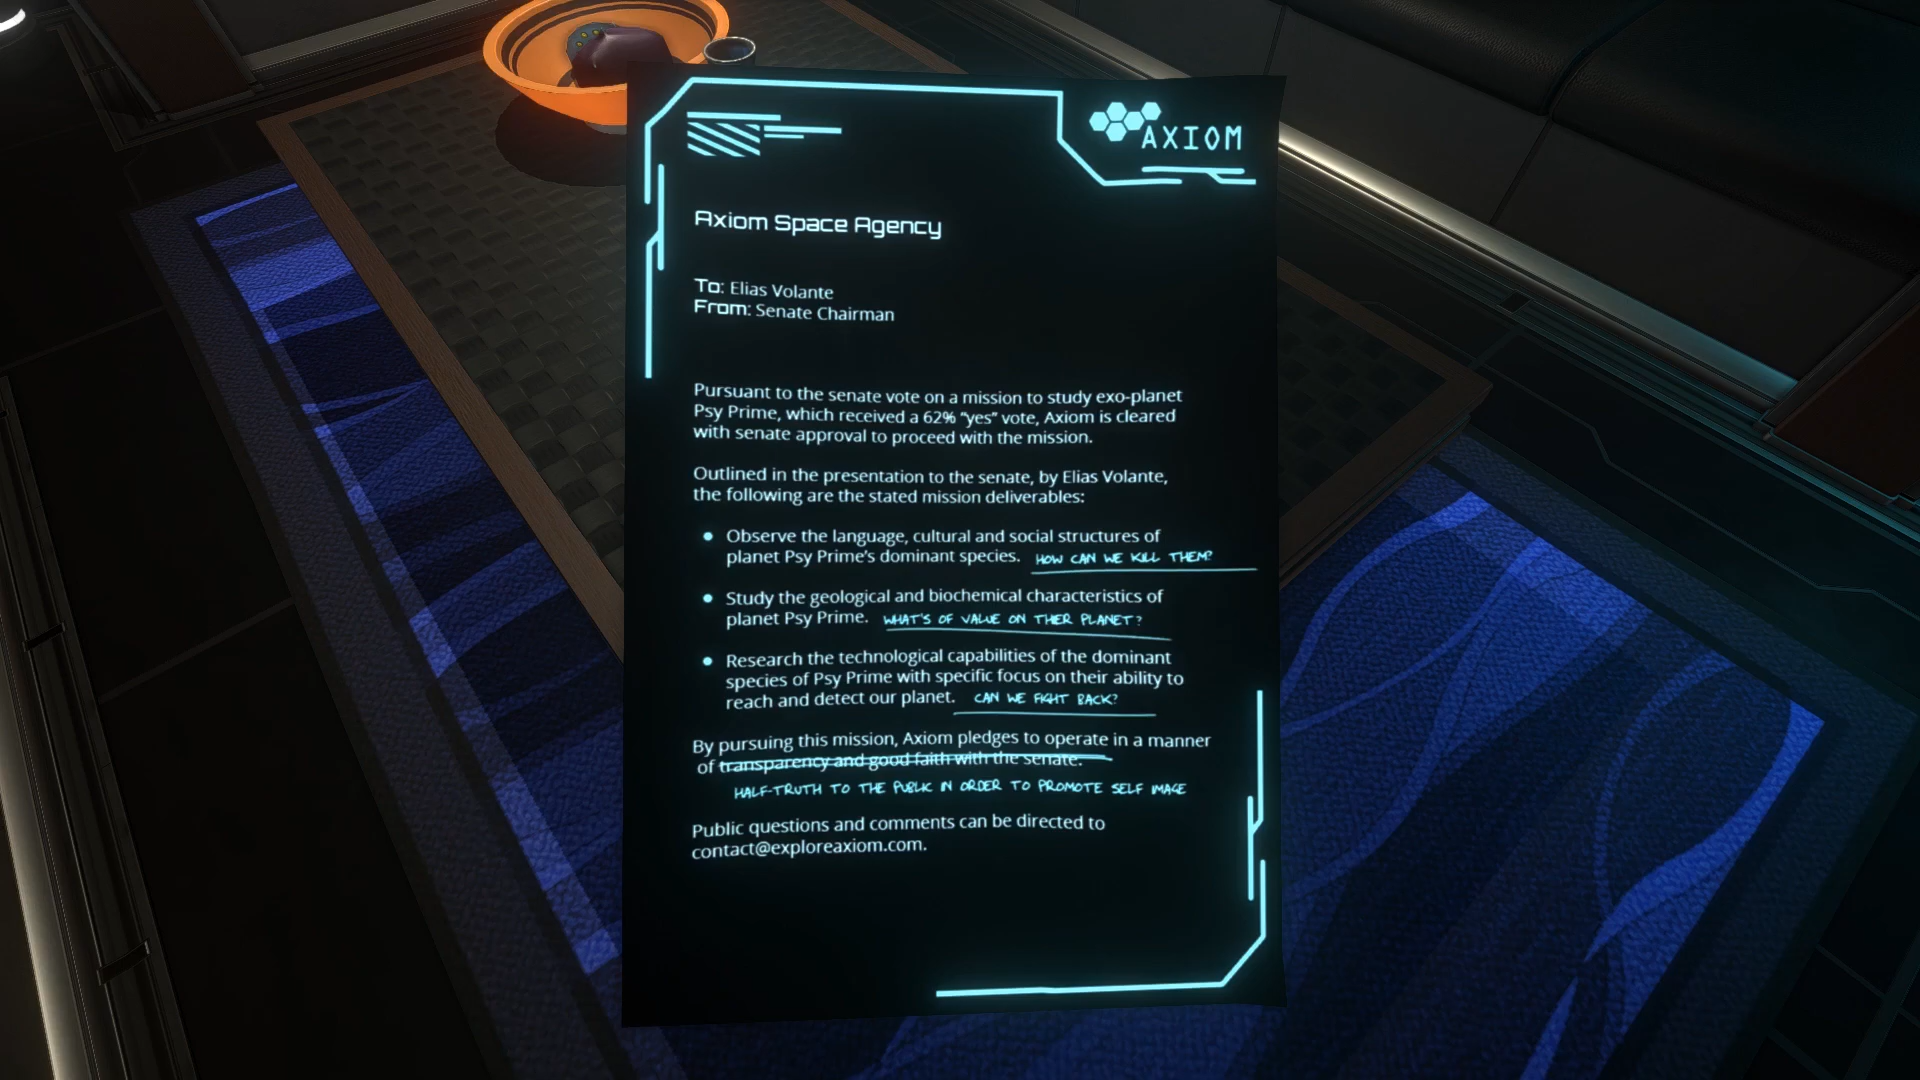 AXIOM
Axiom Space Agency
To: Elias Volante
From: Senate Chairman
Pursuant to the senate vote on a mission to study exo-planet
Psy Prime, which received a 62% “yes” vote, Axiom is cleared
with senate approval to proceed with the mission.
Outlined in the presentation to the senate, by Elias Volante,
the following are the stated mission deliverables:
• Observe the language, cultural and social structures of
planet Psy Prime's dominant species. HOW CAN WE KILL THEM?
• Study the geological and biochemical characteristics of
planet Psy Prime. WHAT'S OF VALUE ON THIER PLANET?
• Research the technological capabilities of the dominant
species of Psy Prime with specific focus on their ability to
reach and detect our planet. CAN WE FIGHT BACK?
By pursuing this mission, Axiom pledges to operate in a manner
of transparency and good faith with the senate.
HALF-TRUTH TO THE PUBLIC IN ORDER TO PROMOTE SELF IMAGE
Public questions and comments can be directed to
contact@exploreaxiom.com.